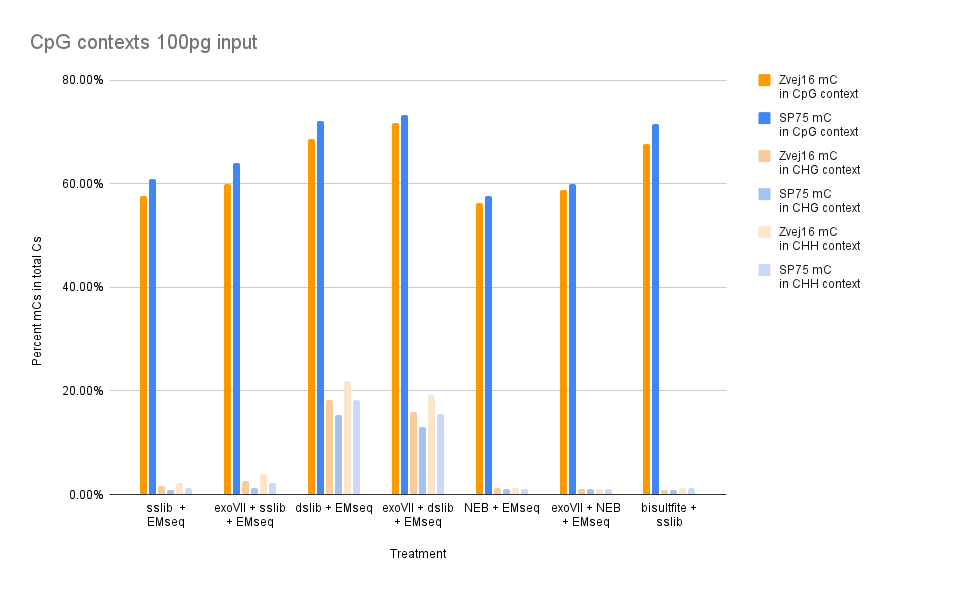 CpG contexts 100pg input
80.00%
60.00%
40.00%
20.00%
0.00%
Percent mCs in total Cs
sslib + 
EMseq
exoVII + sslib
+ EMseq
dslib + EMseq
exoVII + dslib
+ EMseq
NEB + EMseq
exoVII + NEB
+ EMseq
bisultfite +
sslib
Treatment
Zvej16 mC
in CpG context
SP75 mC
in CpG context
Zvej16 mC
in CHG context
SP75 mC
in CHG context
Zvej16 mC
in CHH context
SP75 mC
in CHH context